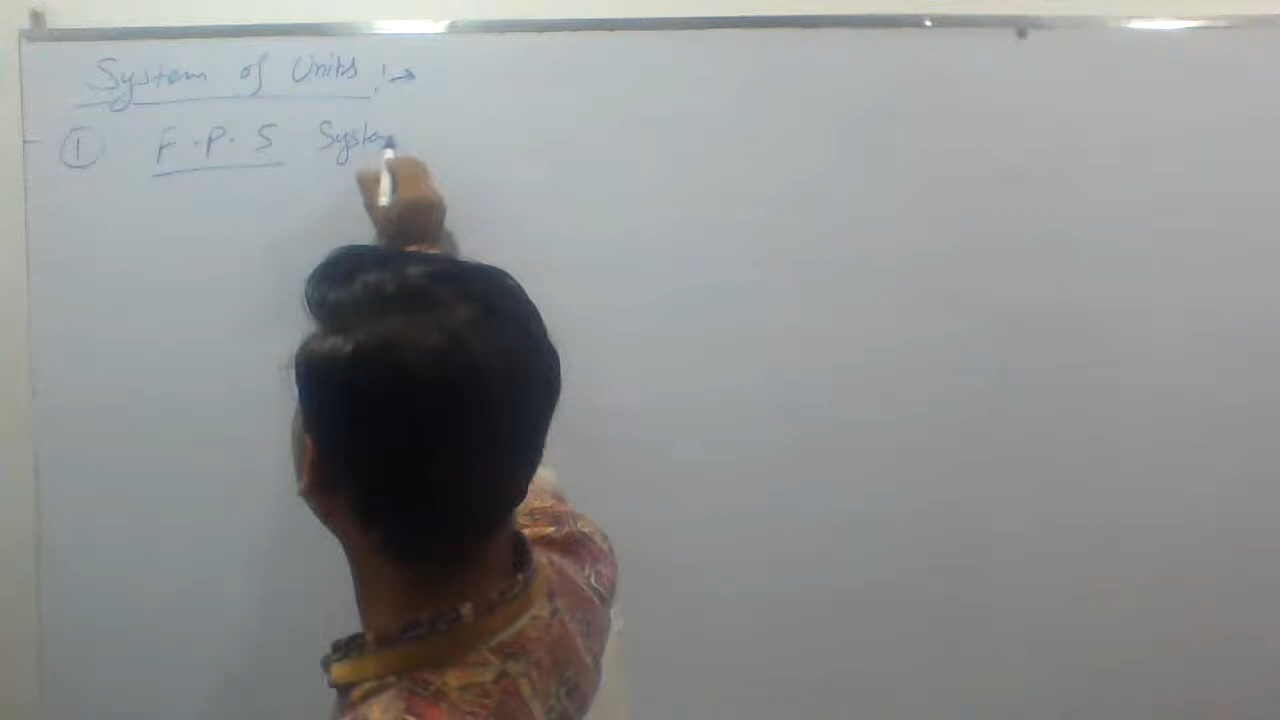 System of Units :→
① F.P.S System